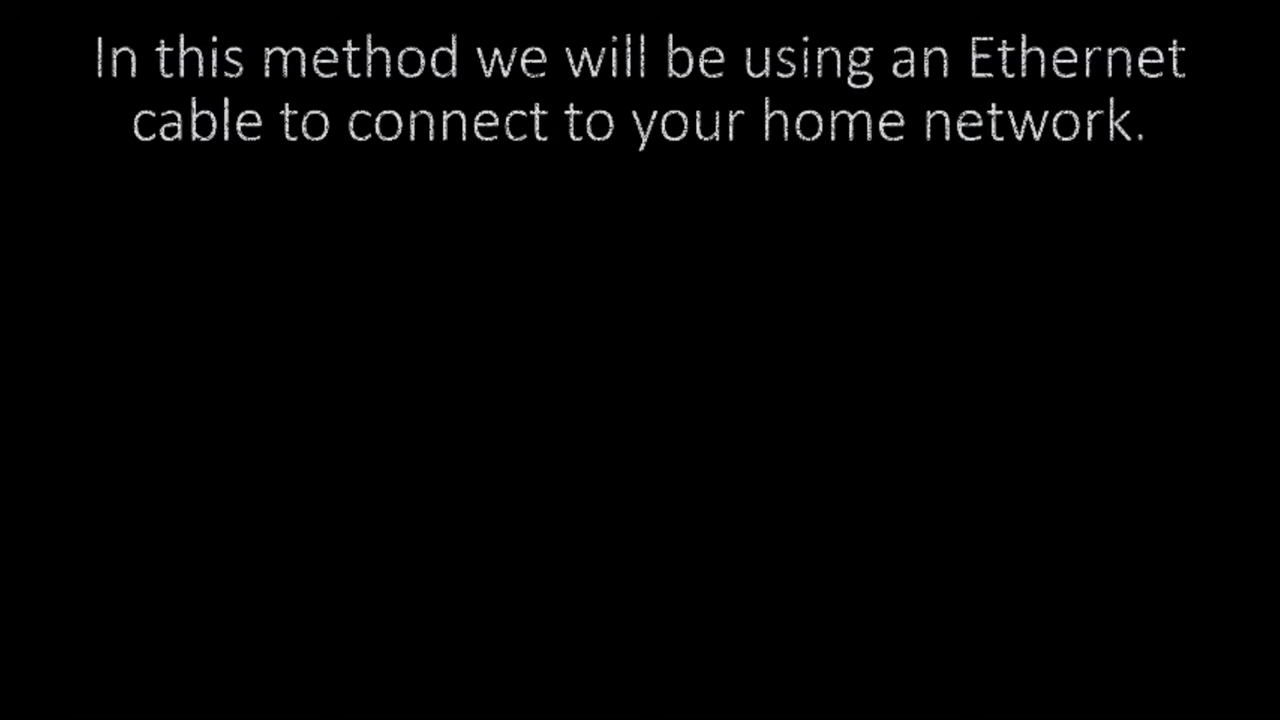 In this method we will be using an Ethernet
cable to connect to your home network.